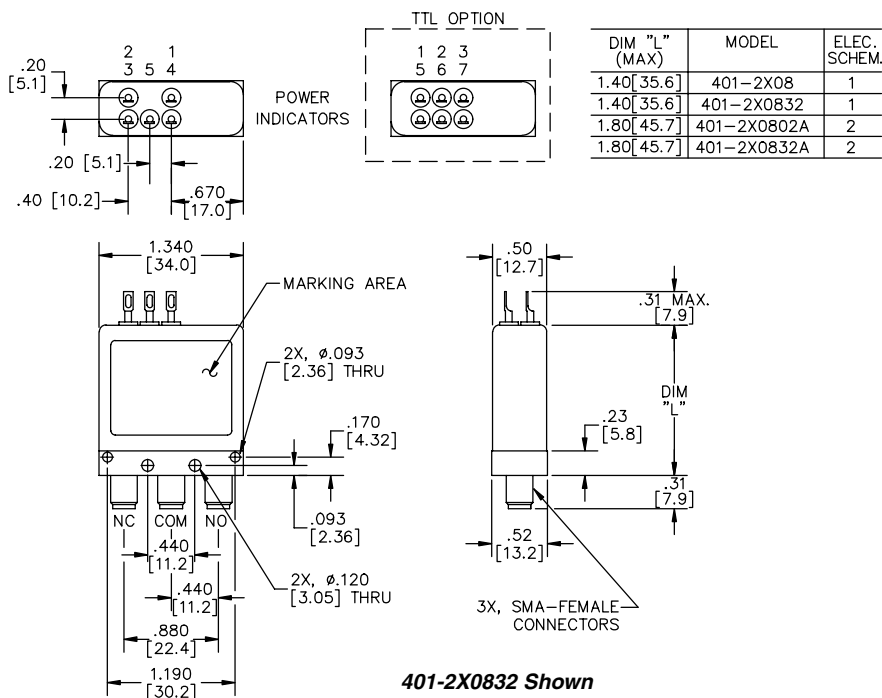 TTL OPTION
2 1
3 5 4
1 2 3
5 6 7
.20
[5.1]
POWER
INDICATORS
.20 [5.1]
.40 [10.2]
.670
[17.0]
DIM "L"
(MAX) MODEL ELEC.
SCHEM.
1.40[35.6] 401-2X08 1
1.40[35.6] 401-2X0832 1
1.80[45.7] 401-2X0802A 2
1.80[45.7] 401-2X0832A 2
1.340
[34.0]
MARKING AREA
2X, ø.093
[2.36] THRU
.170
[4.32]
NC COM NO
.093
[2.36]
.440
[11.2]
2X, ø.120
[3.05] THRU
.440
[11.2]
.880
[22.4]
1.190
[30.2]
.50
[12.7]
.31 MAX.
[7.9]
DIM
"L"
.23
[5.8]
.31
[7.9]
.52
[13.2]
3X, SMA-FEMALE
CONNECTORS
401-2X0832 Shown